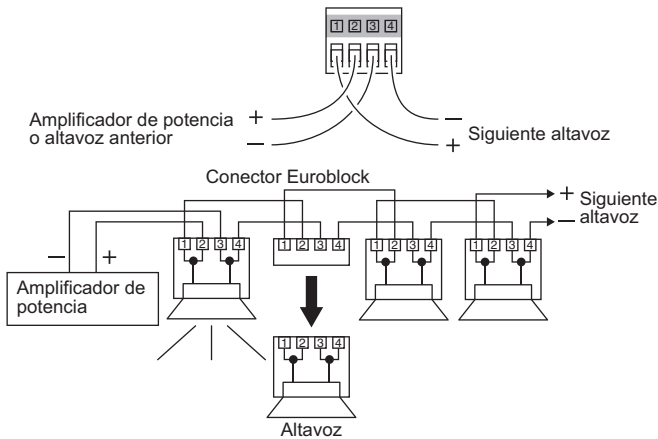 1 2 3 4
Amplificador de potencia
o altavoz anterior
+
−
−
+
Siguiente altavoz
Conector Euroblock
+
−
Siguiente
altavoz
− +
1 2 3 4
1 2 3 4
1 2 3 4
1 2 3 4
Amplificador de
potencia
1 2 3 4
Altavoz